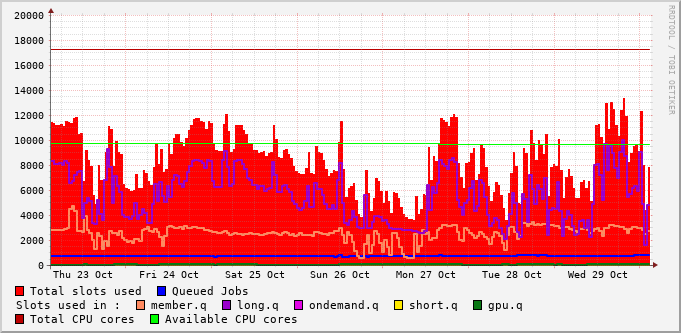 20000
18000
16000
14000
12000
10000
8000
6000
4000
2000
0
Thu 23 Oct Fri 24 Oct Sat 25 Oct Sun 26 Oct Mon 27 Oct Tue 28 Oct Wed 29 Oct
Total slots used Queued Jobs
Slots used in : member.q long.q ondemand.q short.q gpu.q
Total CPU cores Available CPU cores
RRDTOOL / TOBI OETIKER